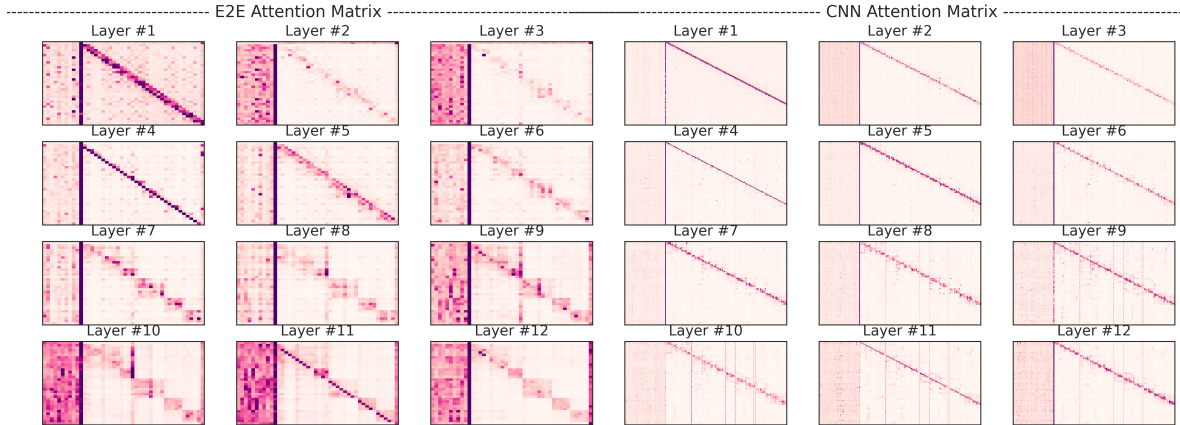 E2E Attention Matrix CNN Attention Matrix
Layer #1 Layer #2 Layer #3 Layer #1 Layer #2 Layer #3
Layer #4 Layer #5 Layer #6 Layer #4 Layer #5 Layer #6
Layer #7 Layer #8 Layer #9 Layer #7 Layer #8 Layer #9
Layer #10 Layer #11 Layer #12 Layer #10 Layer #11 Layer #12